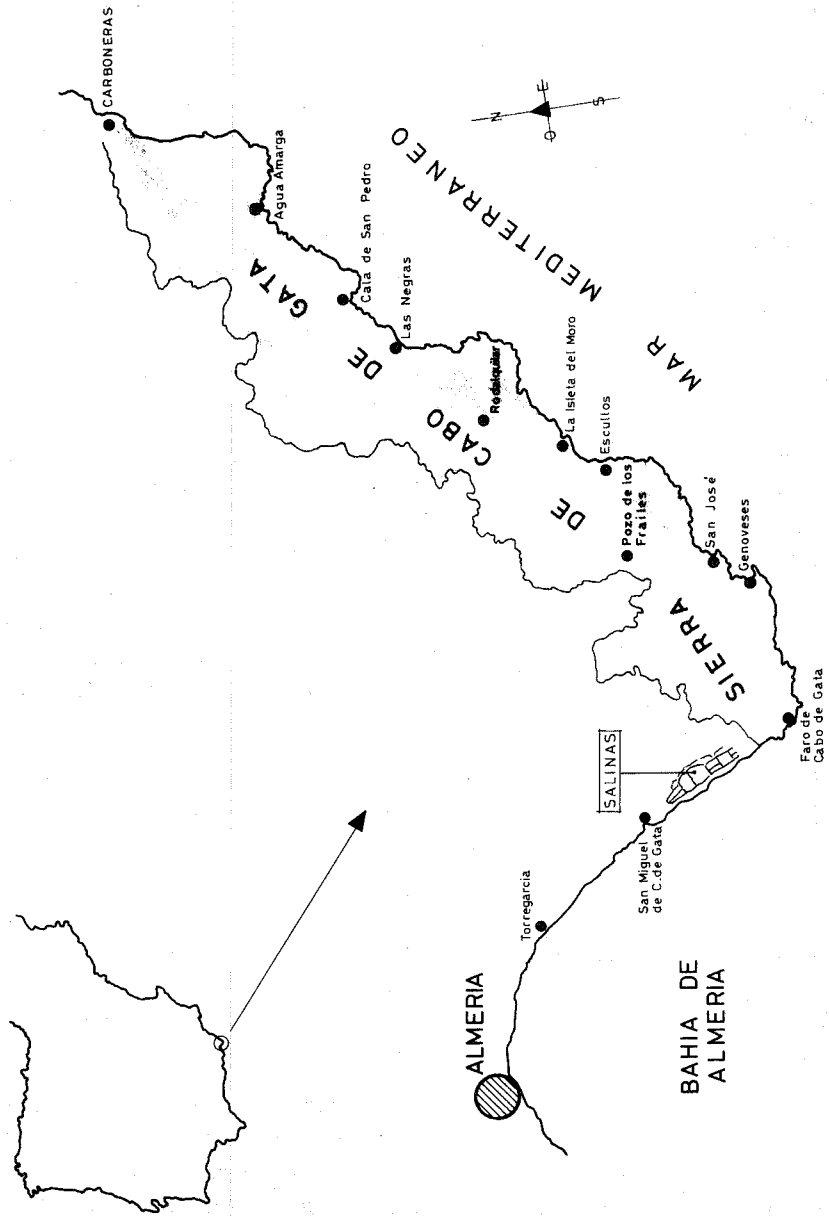 CARBONERAS
Agua Amarga
Cala de San Pedro
Las Negras
Rodalquilar
La Isleta del Moro
Escullos
Pozo de los
Frailes
San José
Genoveses
Faro de
Cabo de Gata
SALINAS
San Miguel
de C. de Gata
Torregarcia
ALMERIA
BAHIA DE
ALMERIA
SIERRA DE CABO DE GATA
MAR MEDITERRANEO
N
E
S
O